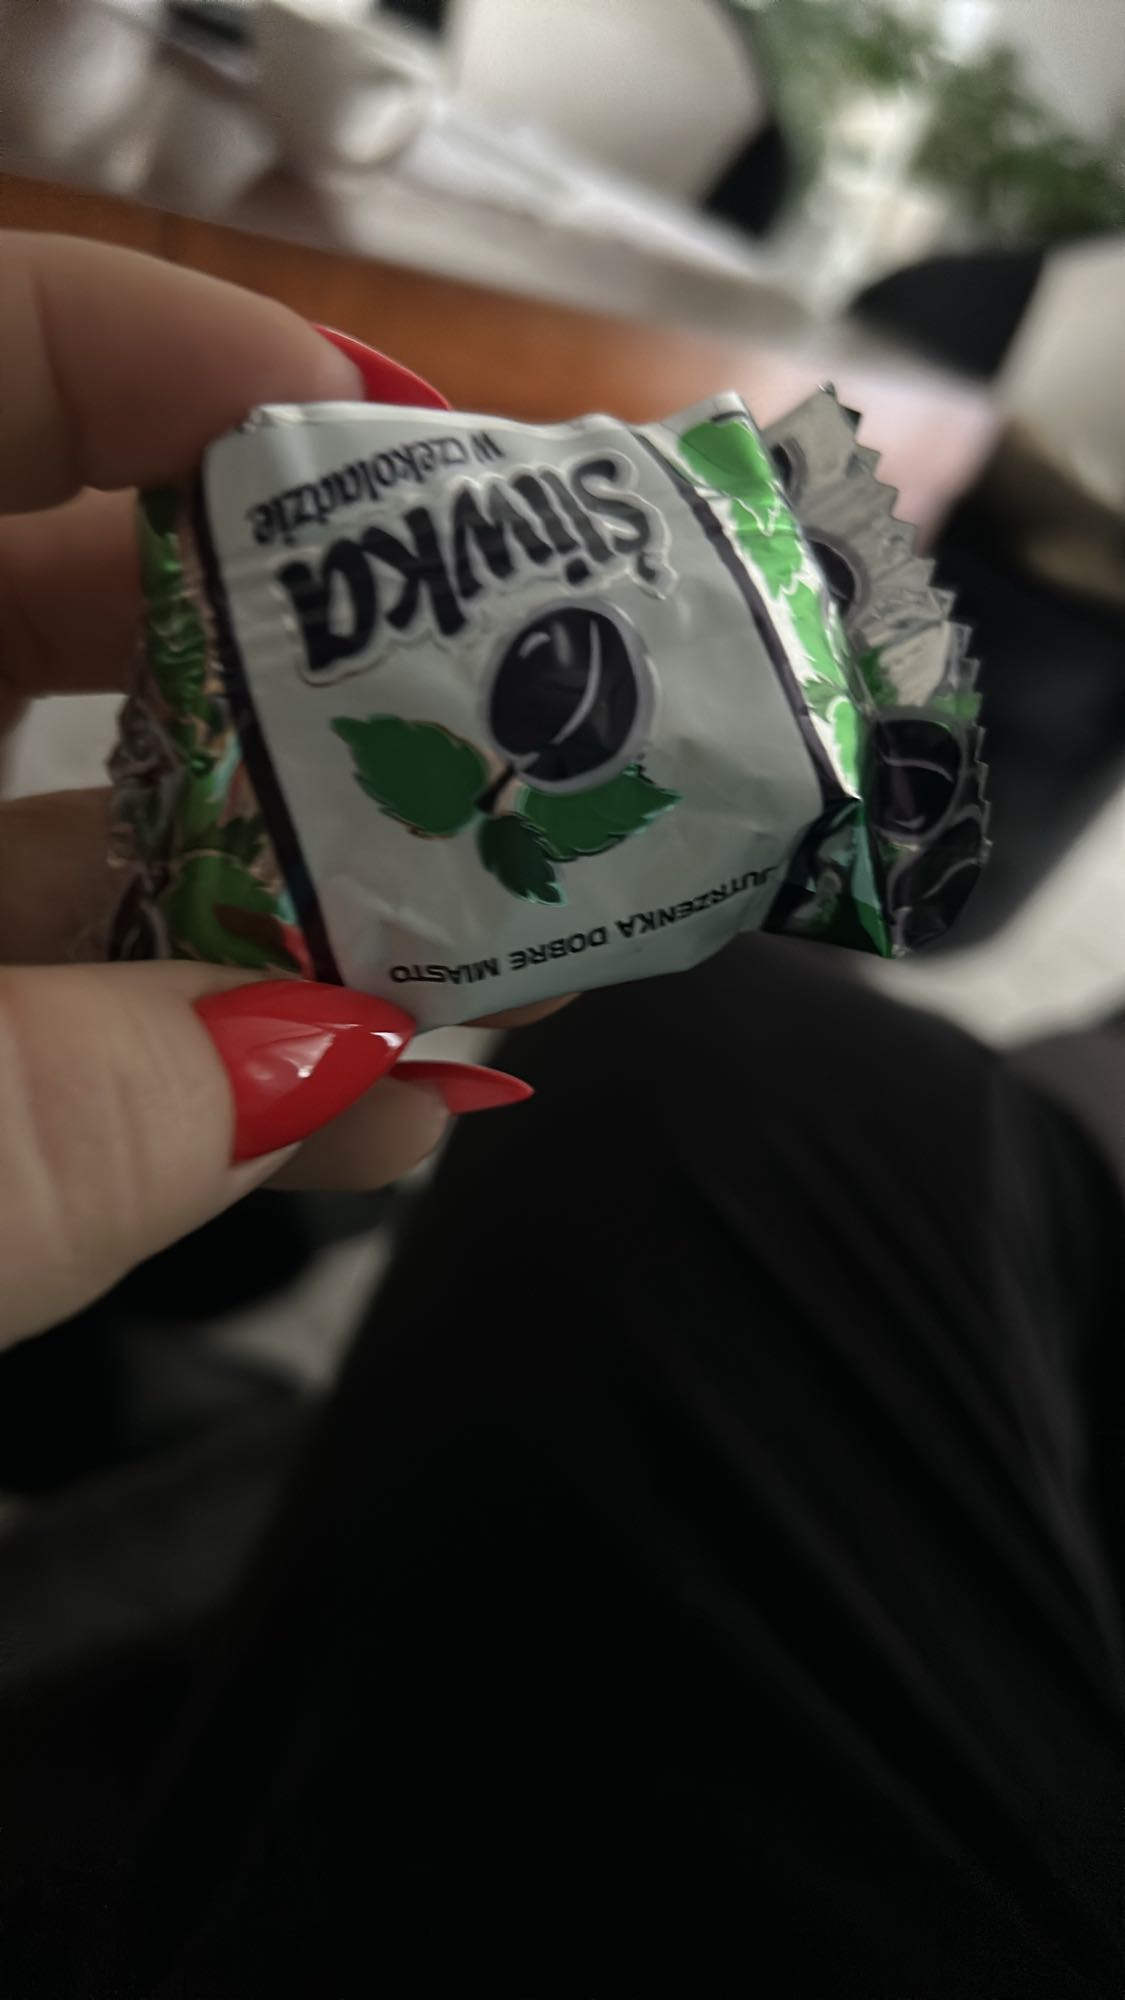 śliwka
w czekoladzie
JUTRZENKA DOBRE MIASTO